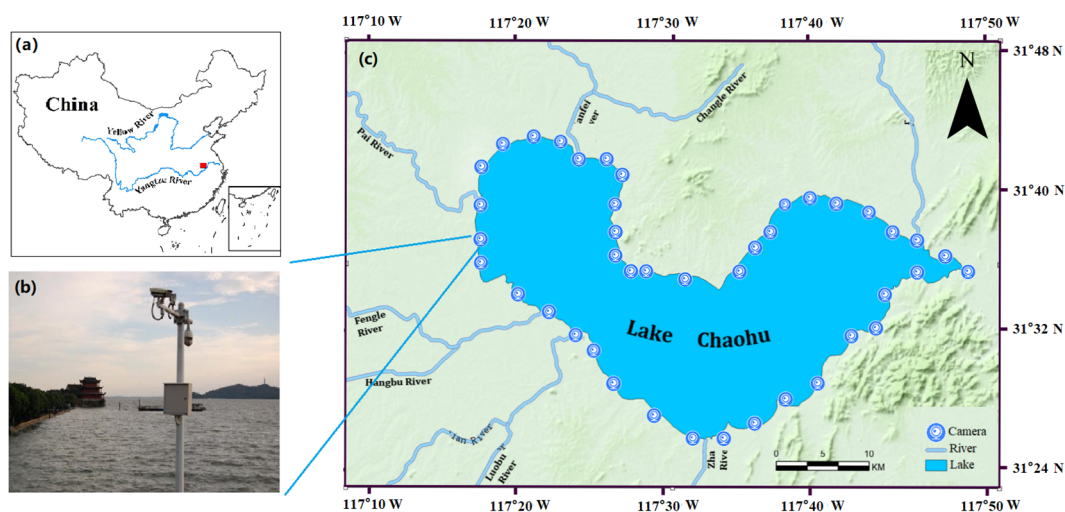 (a)
China
Yellow River
Yangtze River
(b)
117°10 W 117°20 W 117°30 W 117°40 W 117°50 W
(c)
N
31°48 N
31°40 N
31°32 N
31°24 N
Pai River
anfei
ver
Changle River
r
Fengle
River
Hangbu River
Lake Chaohu
ian River
Luohu
River
Zha
Rive
Camera
River
Lake
0 5 10
KM
117°10 W 117°20 W 117°30 W 117°40 W 117°50 W